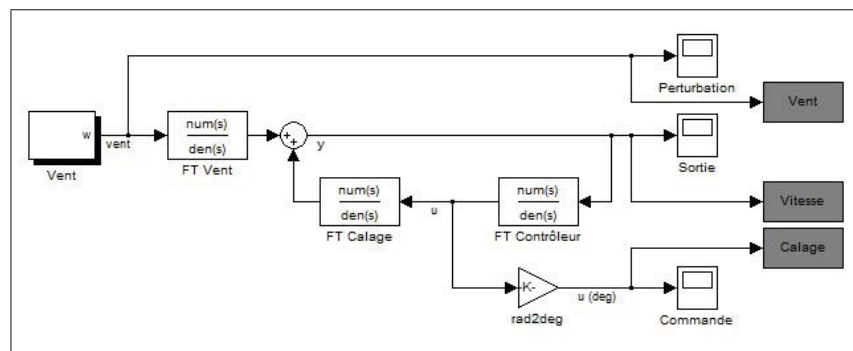 Perturbation
Vent
w
vent
Vent
num(s)
den(s)
FT Vent
+
+
y
Sortie
num(s)
den(s)
FT Calage
u
num(s)
den(s)
FT Contrôleur
Vitesse
Calage
-K-
rad2deg
u (deg)
Commande